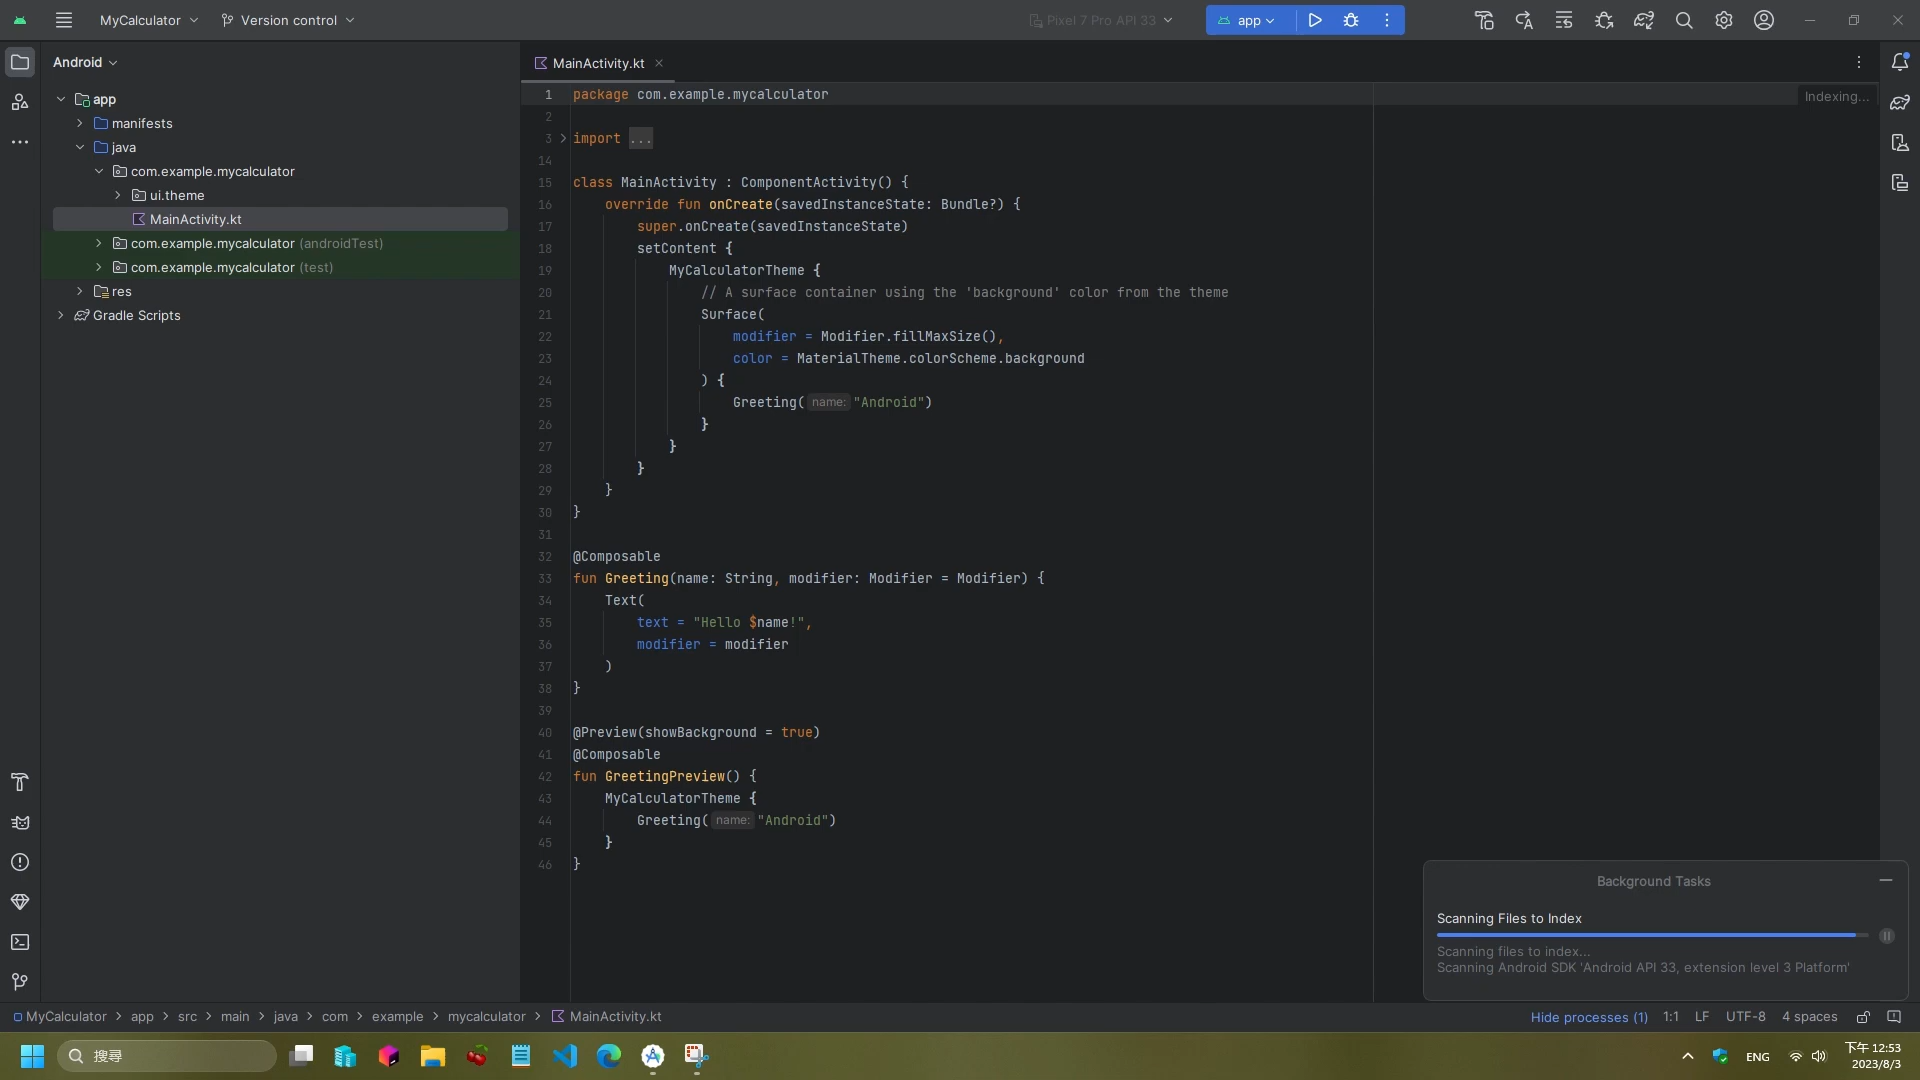 MyCalculator
Version control
Pixel 7 Pro API 33
app
Android
MainActivity.kt
app
manifests
java
com.example.mycalculator
ui.theme
MainActivity.kt
com.example.mycalculator (androidTest)
com.example.mycalculator (test)
res
Gradle Scripts
Indexing...
1 package com.example.mycalculator
2
3 import ...
14
15 class MainActivity : ComponentActivity() {
16 override fun onCreate(savedInstanceState: Bundle?) {
17 super.onCreate(savedInstanceState)
18 setContent {
19 MyCalculatorTheme {
20 // A surface container using the 'background' color from the theme
21 Surface(
22 modifier = Modifier.fillMaxSize(),
23 color = MaterialTheme.colorScheme.background
24 ) {
25 Greeting( name: "Android")
26 }
27 }
28 }
29 }
30 }
31
32 @Composable
33 fun Greeting(name: String, modifier: Modifier = Modifier) {
34 Text(
35 text = "Hello $name!",
36 modifier = modifier
37 )
38 }
39
40 @Preview(showBackground = true)
41 @Composable
42 fun GreetingPreview() {
43 MyCalculatorTheme {
44 Greeting( name: "Android")
45 }
46 }
Background Tasks
Scanning Files to Index
Scanning files to index...
Scanning Android SDK 'Android API 33, extension level 3 Platform'
MyCalculator > app > src > main > java > com > example > mycalculator > MainActivity.kt
Hide processes (1) 1:1 LF UTF-8 4 spaces
搜尋
ENG
下午 12:53
2023/8/3